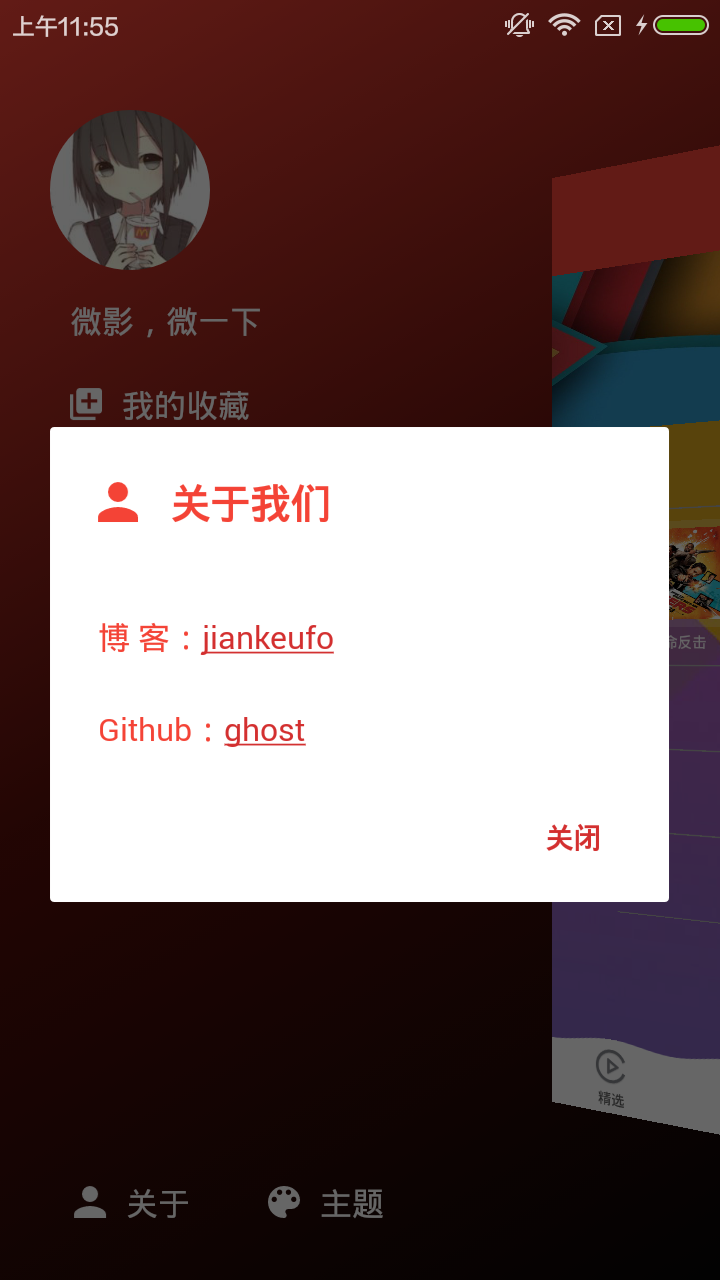 上午11:55
微影，微一下
我的收藏
关于我们
博 客：jiankeufo
命反击
Github：ghost
关闭
精选
关于
主题